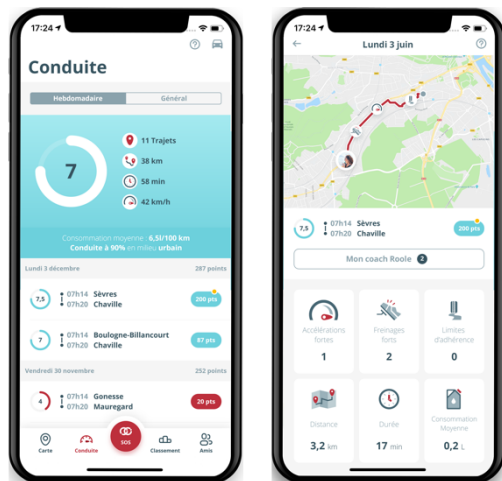 17:24
Conduite
Hebdomadaire
Général
7
11 Trajets
38 km
58 min
42 km/h
Consommation moyenne : 6,5l/100 km
Conduite à 90% en milieu urbain
Lundi 3 décembre
287 points
7,5
07h14 Sèvres
07h20 Chaville
200 pts
7
07h14 Boulogne-Billancourt
07h20 Chaville
87 pts
Vendredi 30 novembre
252 points
4
07h14 Gonesse
07h20 Mauregard
20 pts
Carte
Conduite
SOS
Classement
Amis
17:24
Lundi 3 juin
7,5
07h14 Sèvres
07h20 Chaville
200 pts
Mon coach Roole 2
Accélérations
fortes
1
Freinages
forts
2
Limites
d'adhérence
0
Distance
3,2 km
Durée
17 min
Consommation
Moyenne
0,2 L